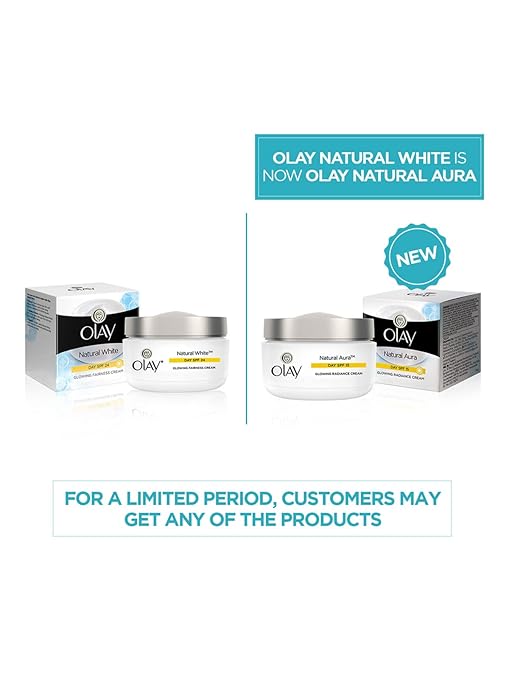 OLAY NATURAL WHITE IS
NOW OLAY NATURAL AURA
NEW
OLAY
Natural White
DAY SPF 24
GLOWING FAIRNESS CREAM
Natural White™
DAY SPF 24
OLAY
GLOWING FAIRNESS CREAM
Natural Aura™
DAY SPF 15
OLAY
GLOWING RADIANCE CREAM
OLAY
Natural Aura
DAY SPF 15
GLOWING RADIANCE CREAM
FOR A LIMITED PERIOD, CUSTOMERS MAY
GET ANY OF THE PRODUCTS